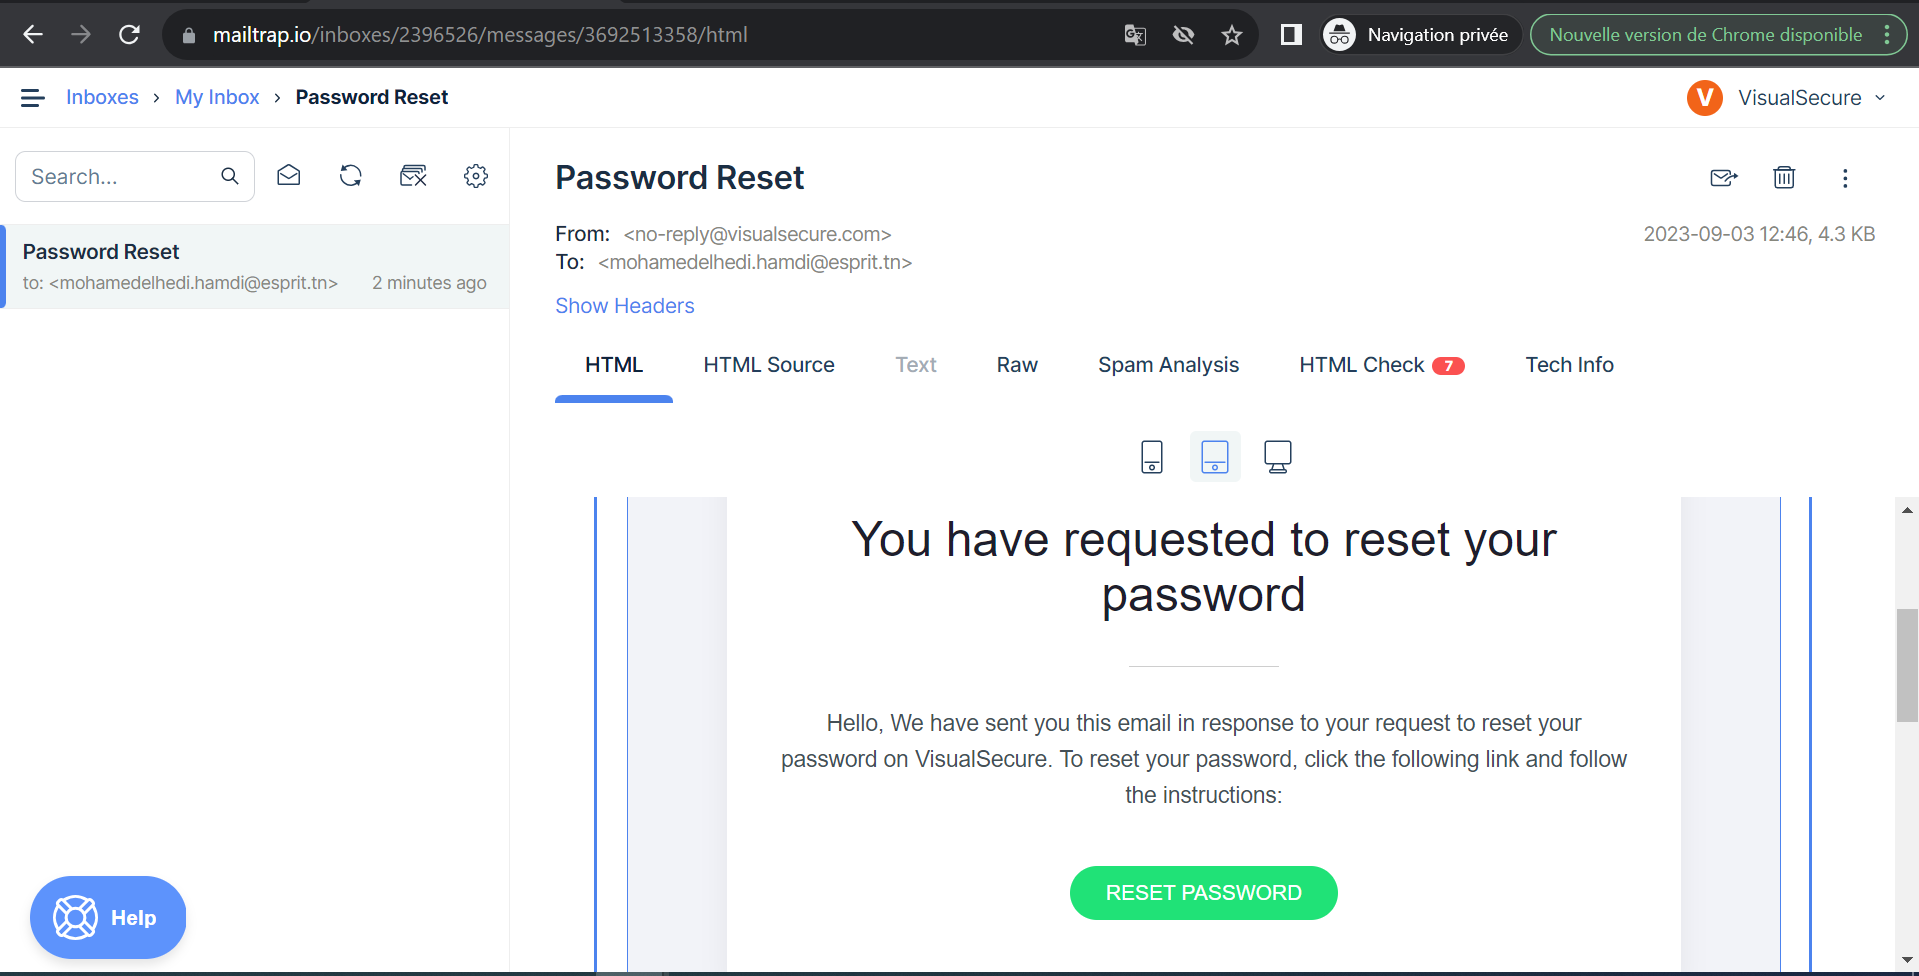 mailtrap.io/inboxes/2396526/messages/3692513358/html
Navigation privée
Nouvelle version de Chrome disponible
Inboxes › My Inbox › Password Reset
V VisualSecure
Search...
Password Reset
to: <mohamedelhedi.hamdi@esprit.tn> 2 minutes ago
Password Reset
From: <no-reply@visualsecure.com>
2023-09-03 12:46, 4.3 KB
To: <mohamedelhedi.hamdi@esprit.tn>
Show Headers
HTML HTML Source Text Raw Spam Analysis HTML Check 7 Tech Info
You have requested to reset your
password
Hello, We have sent you this email in response to your request to reset your
password on VisualSecure. To reset your password, click the following link and follow
the instructions:
RESET PASSWORD
Help